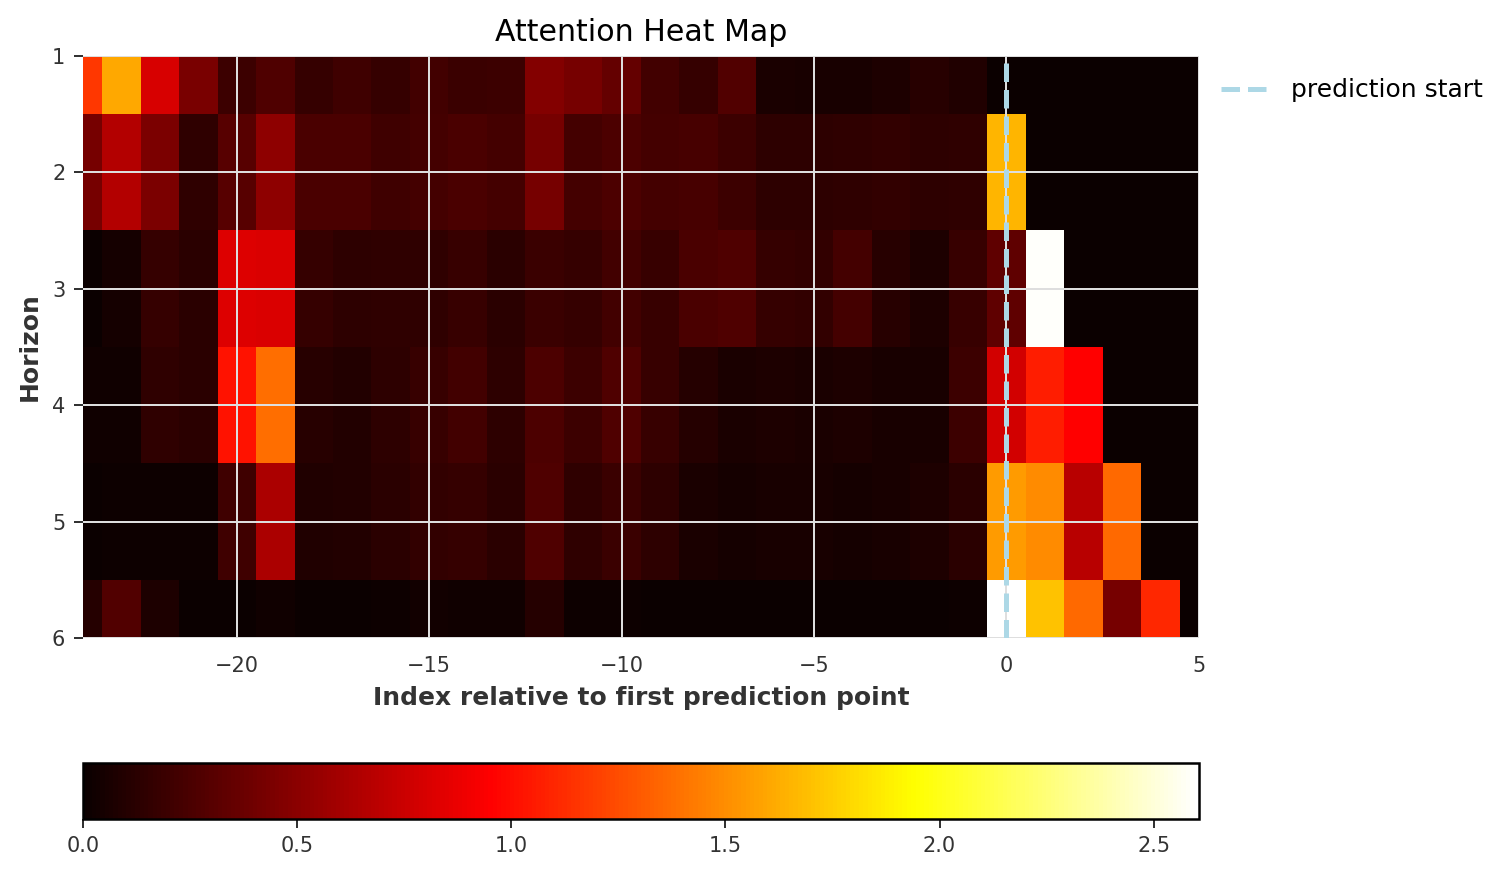 Attention Heat Map
prediction start
Horizon
1
2
3
4
5
6
−20 −15 −10 −5 0 5
Index relative to first prediction point
0.0 0.5 1.0 1.5 2.0 2.5